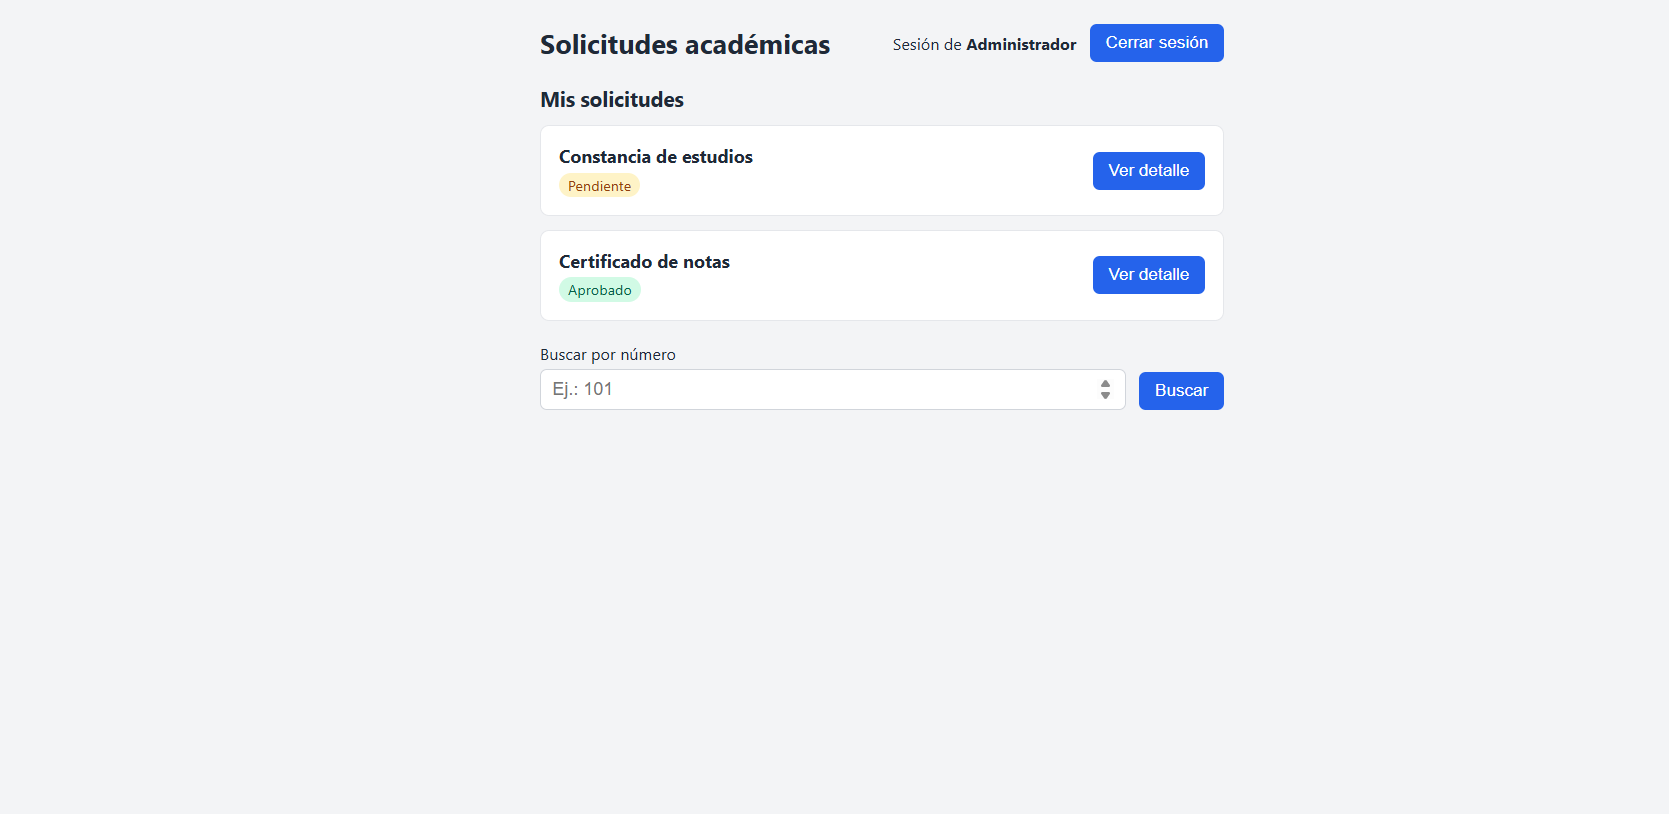 Solicitudes académicas
Sesión de Administrador
Cerrar sesión
Mis solicitudes
Constancia de estudios
Pendiente
Ver detalle
Certificado de notas
Aprobado
Ver detalle
Buscar por número
Ej.: 101
Buscar